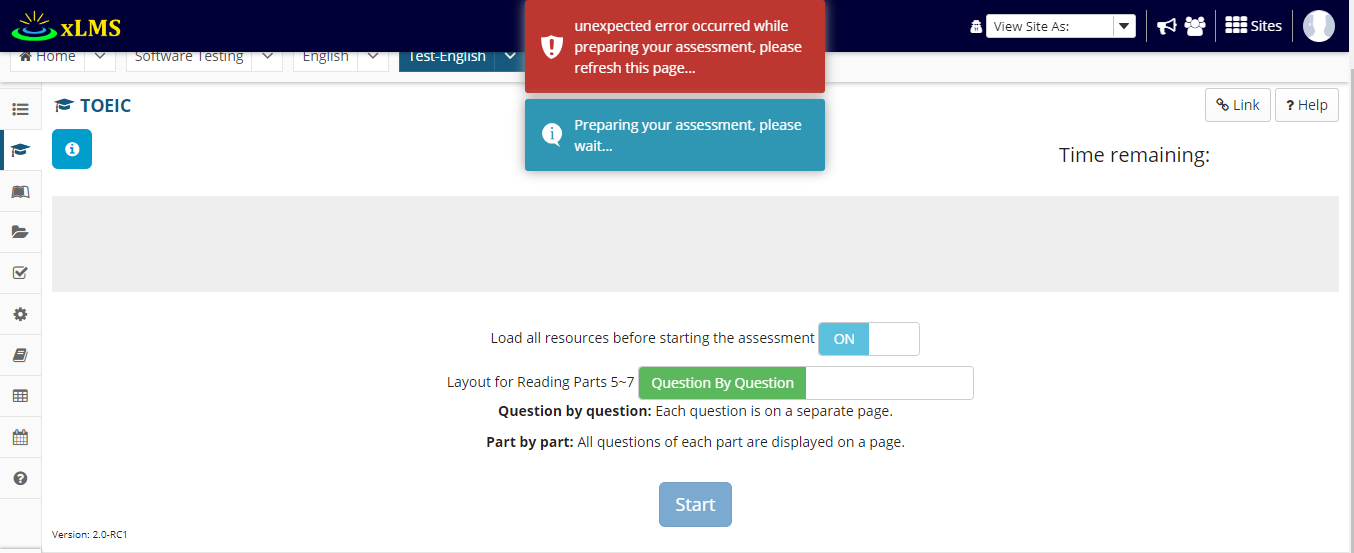 xLMS
View Site As:
Sites
Home
Software Testing
English
Test-English
unexpected error occurred while
preparing your assessment, please
refresh this page...
Preparing your assessment, please
wait...
TOEIC
Link
? Help
Time remaining:
Load all resources before starting the assessment ON
Layout for Reading Parts 5~7 Question By Question
Question by question: Each question is on a separate page.
Part by part: All questions of each part are displayed on a page.
Start
Version: 2.0-RC1